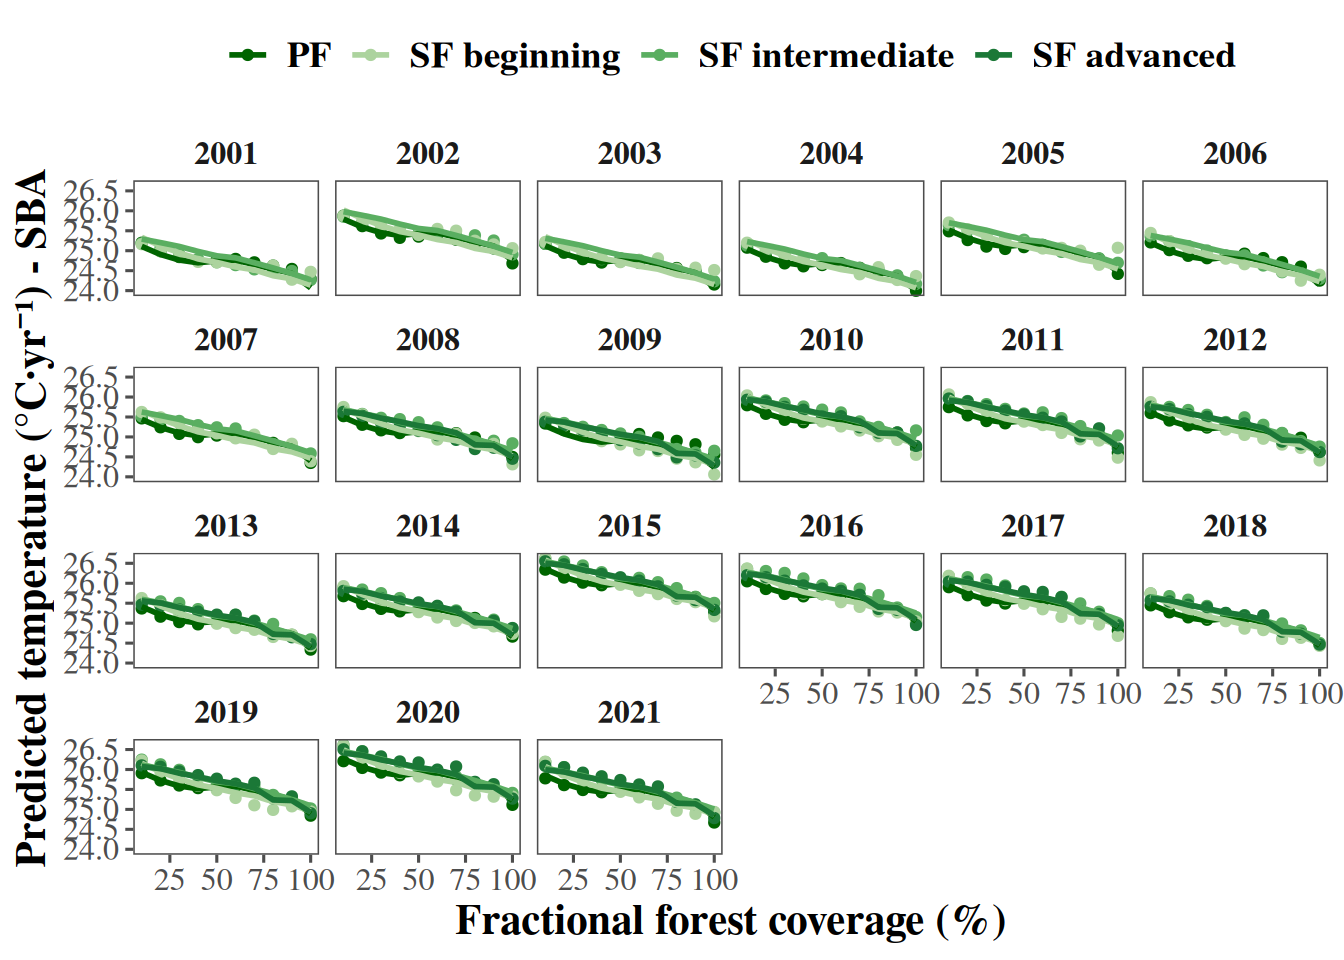 PF SF beginning SF intermediate SF advanced
2001 2002 2003 2004 2005 2006
26.5
26.0
25.5
25.0
24.5
24.0
2007 2008 2009 2010 2011 2012
26.5
26.0
25.5
25.0
24.5
24.0
2013 2014 2015 2016 2017 2018
26.5
26.0
25.5
25.0
24.5
24.0
25 50 75 100 25 50 75 100 25 50 75 100
2019 2020 2021
26.5
26.0
25.5
25.0
24.5
24.0
25 50 75 100 25 50 75 100 25 50 75 100
Fractional forest coverage (%)
Predicted temperature (°C·yr⁻¹) - SBA